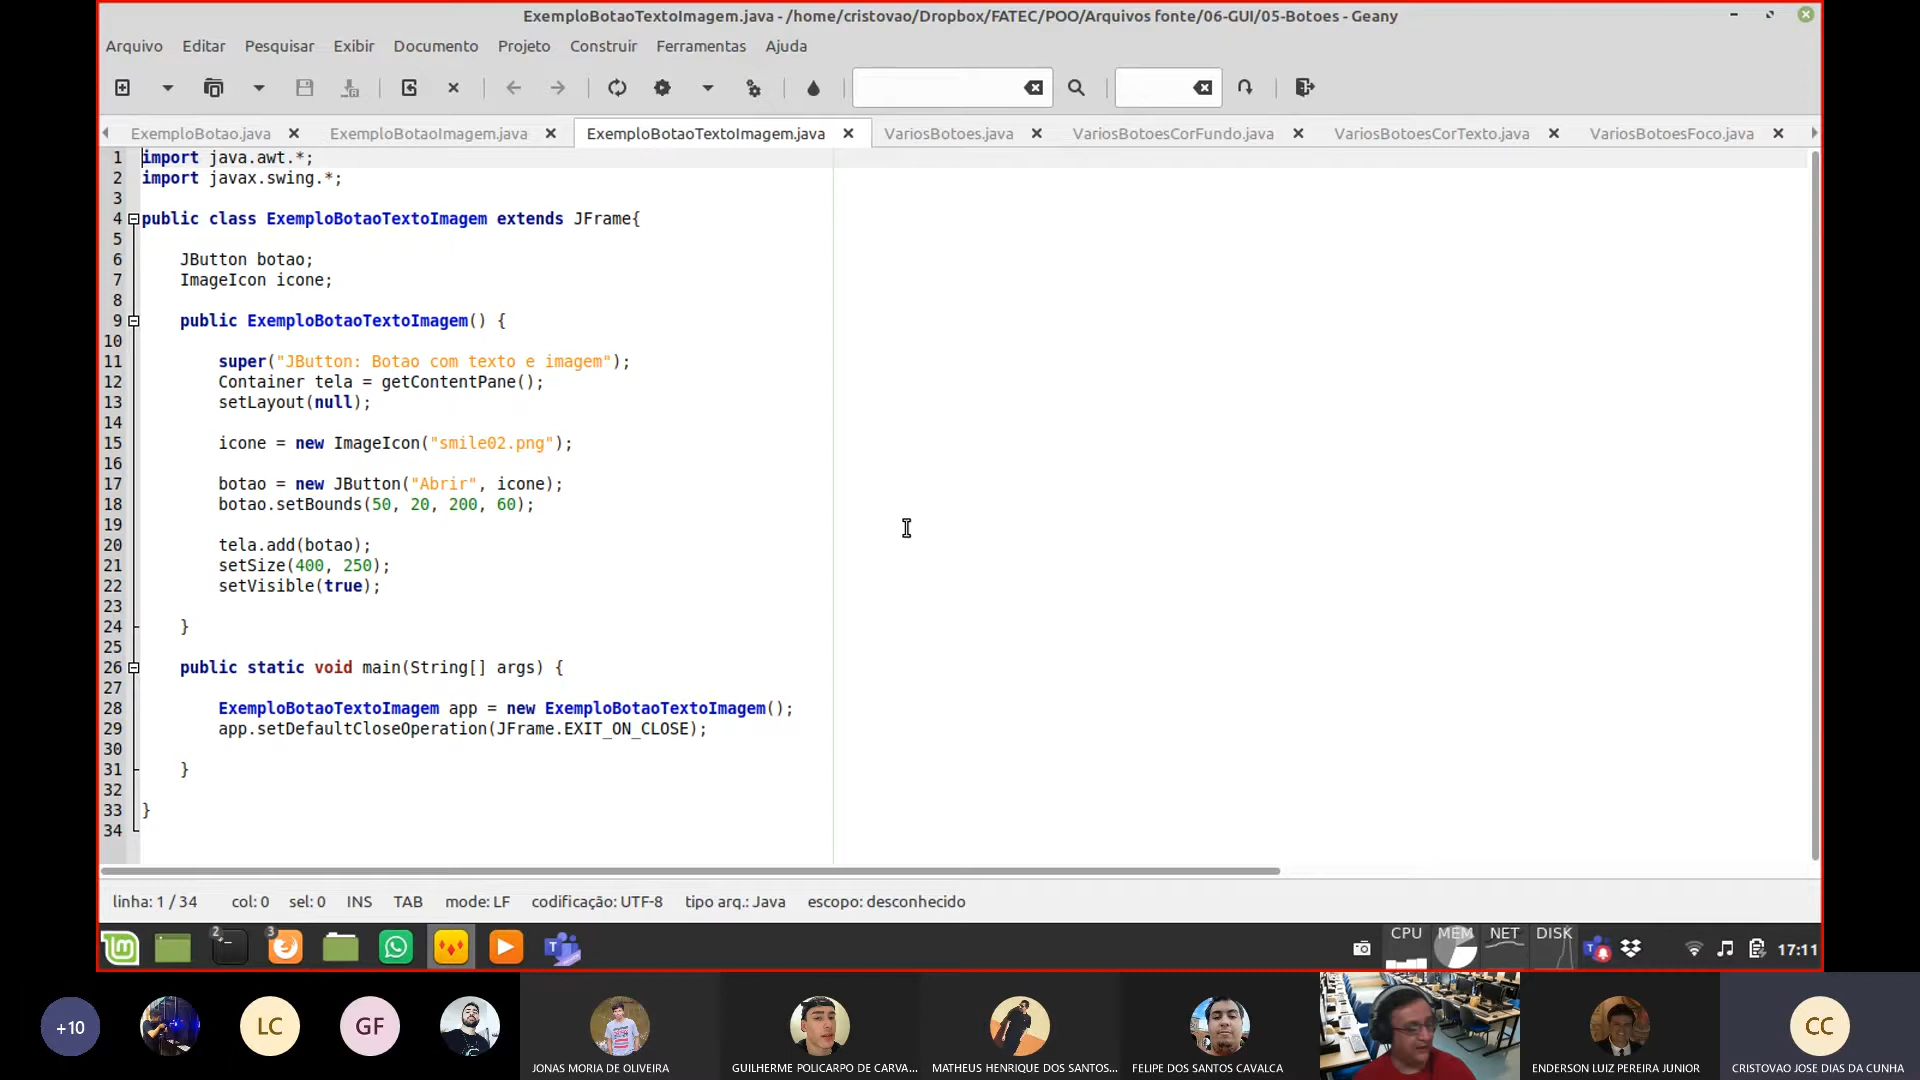 ExemploBotaoTextoImagem.java - /home/cristovao/Dropbox/FATEC/POO/Arquivos fonte/06-GUI/05-Botoes - Geany
Arquivo Editar Pesquisar Exibir Documento Projeto Construir Ferramentas Ajuda
ExemploBotao.java ExemploBotaoImagem.java ExemploBotaoTextoImagem.java VariosBotoes.java VariosBotoesCorFundo.java VariosBotoesCorTexto.java VariosBotoesFoco.java
1 import java.awt.*;
2 import javax.swing.*;
3
4 public class ExemploBotaoTextoImagem extends JFrame{
5
6 JButton botao;
7 ImageIcon icone;
8
9 public ExemploBotaoTextoImagem() {
10
11 super("JButton: Botao com texto e imagem");
12 Container tela = getContentPane();
13 setLayout(null);
14
15 icone = new ImageIcon("smile02.png");
16
17 botao = new JButton("Abrir", icone);
18 botao.setBounds(50, 20, 200, 60);
19
20 tela.add(botao);
21 setSize(400, 250);
22 setVisible(true);
23
24 }
25
26 public static void main(String[] args) {
27
28 ExemploBotaoTextoImagem app = new ExemploBotaoTextoImagem();
29 app.setDefaultCloseOperation(JFrame.EXIT_ON_CLOSE);
30
31 }
32
33 }
34
linha: 1 / 34 col: 0 sel: 0 INS TAB mode: LF codificação: UTF-8 tipo arq.: Java escopo: desconhecido
2 3 CPU MEM NET DISK 17:11
+10 LC GF CC
JONAS MORIA DE OLIVEIRA GUILHERME POLICARPO DE CARVA... MATHEUS HENRIQUE DOS SANTOS... FELIPE DOS SANTOS CAVALCA ENDERSON LUIZ PEREIRA JUNIOR CRISTOVAO JOSE DIAS DA CUNHA